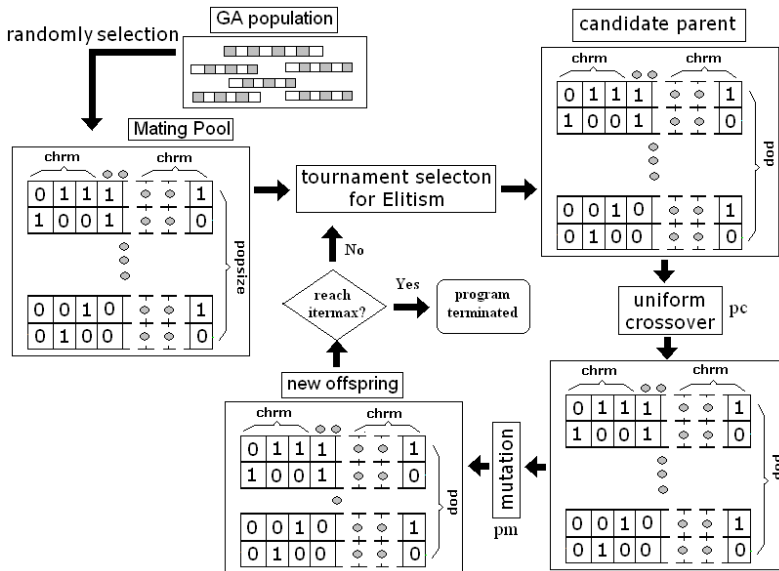 GA population
randomly selection
Mating Pool
chrm chrm
0 1 1 1 1
1 0 0 1 0
0 0 1 0 1
0 1 0 0 0
popsize
tournament selecton
for Elitism
candidate parent
chrm chrm
0 1 1 1 1
1 0 0 1 0
0 0 1 0 1
0 1 0 0 0
pop
uniform
crossover
pc
chrm chrm
0 1 1 1 1
1 0 0 1 0
0 0 1 0 1
0 1 0 0 0
pop
mutation
pm
new offspring
chrm chrm
0 1 1 1 1
1 0 0 1 0
0 0 1 0 1
0 1 0 0 0
pop
reach
itermax?
No
Yes
program
terminated